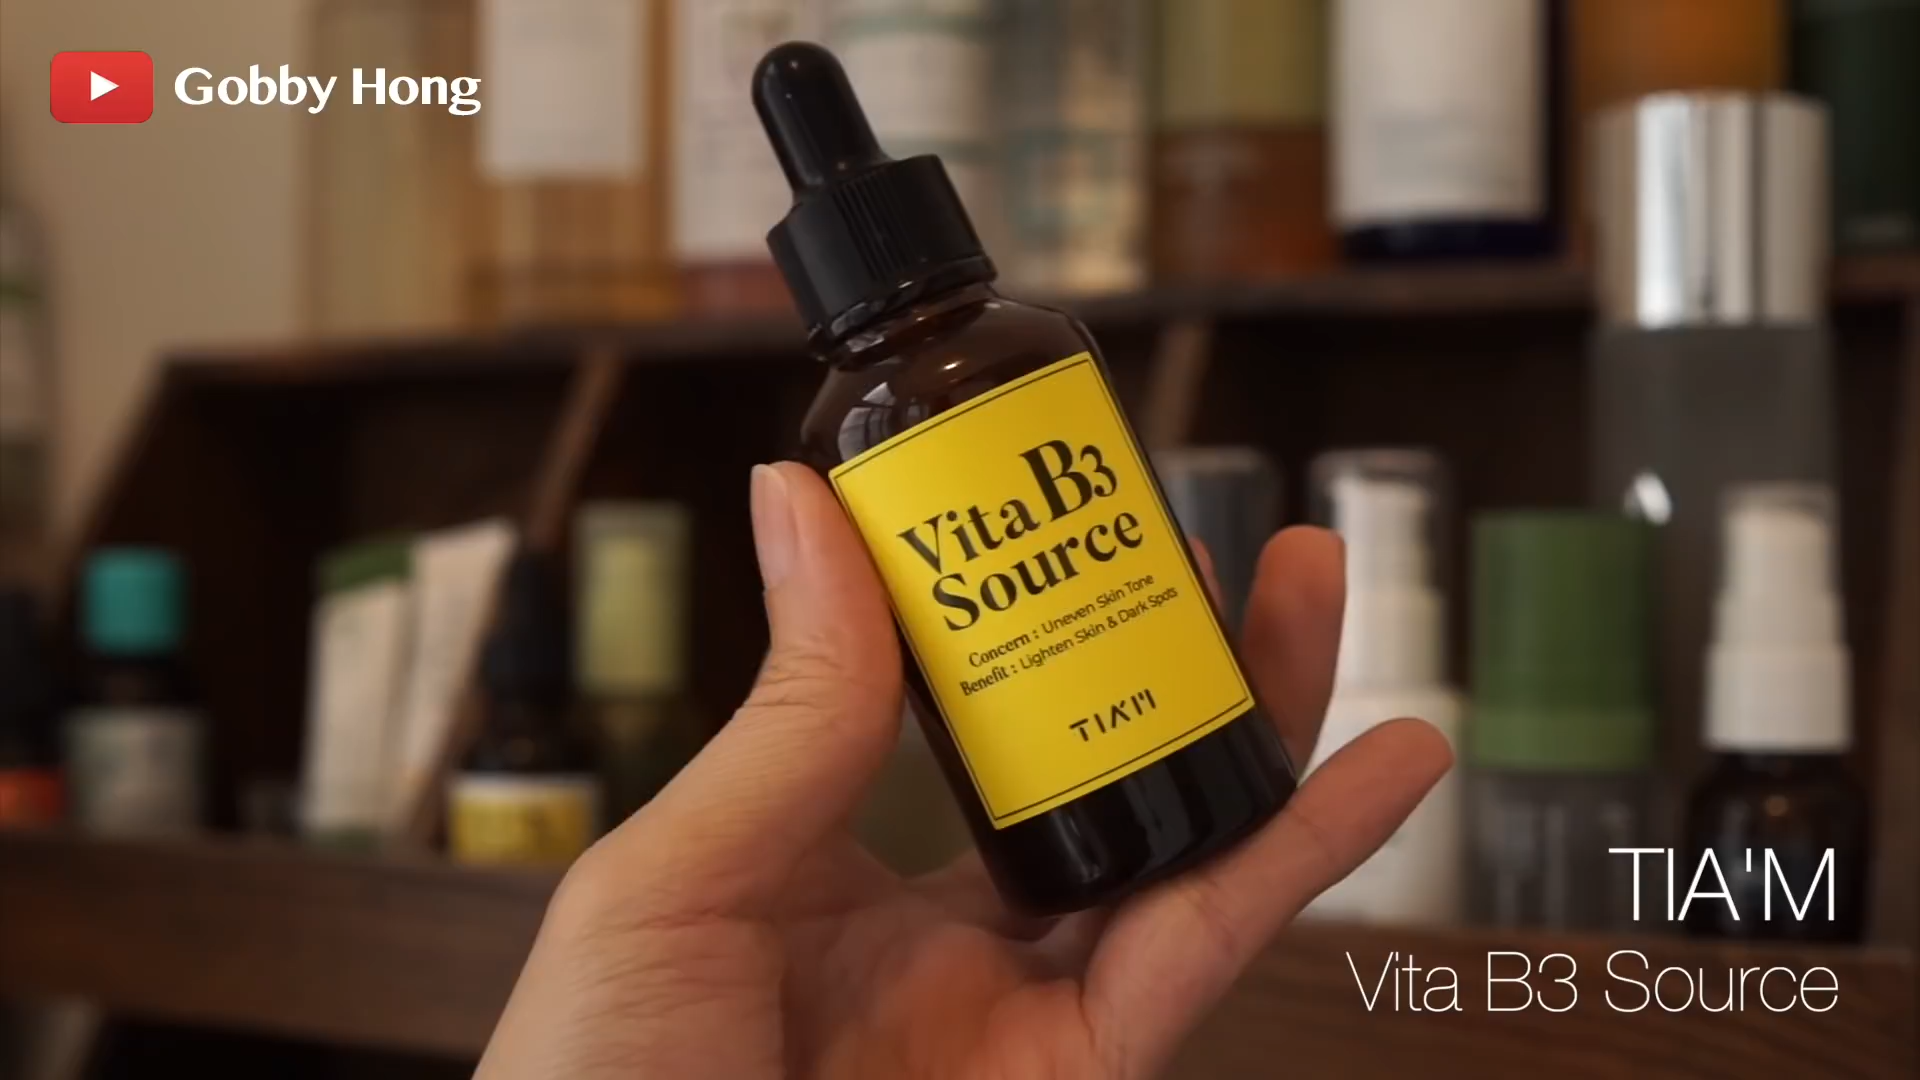 Gobby Hong
Vita B3
Source
Concern : Uneven Skin Tone
Benefit : Lighten Skin & Dark Spots
TIA'M
TIA'M
Vita B3 Source